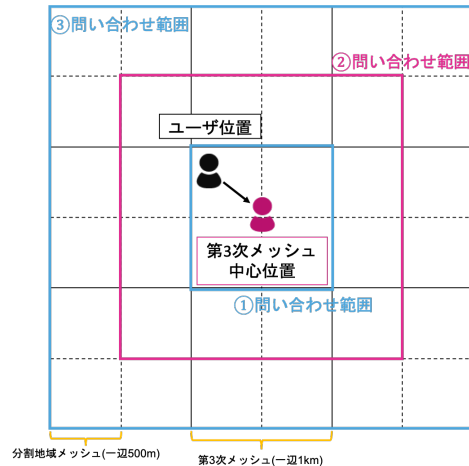 ③問い合わせ範囲
②問い合わせ範囲
ユーザ位置
第3次メッシュ
中心位置
①問い合わせ範囲
分割地域メッシュ(一辺500m)
第3次メッシュ(一辺1km)